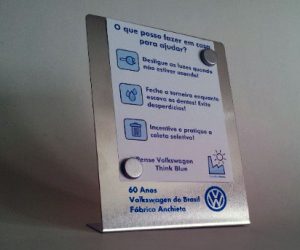 O que posso fazer em casa
para ajudar?
Desligue as luzes quando
não estiver usando!
Feche a torneira enquanto
escova os dentes! Evite
desperdícios!
Incentive e pratique a
coleta seletiva!
Pense Volkswagen
Think Blue
60 Anos
Volkswagen do Brasil
Fábrica Anchieta